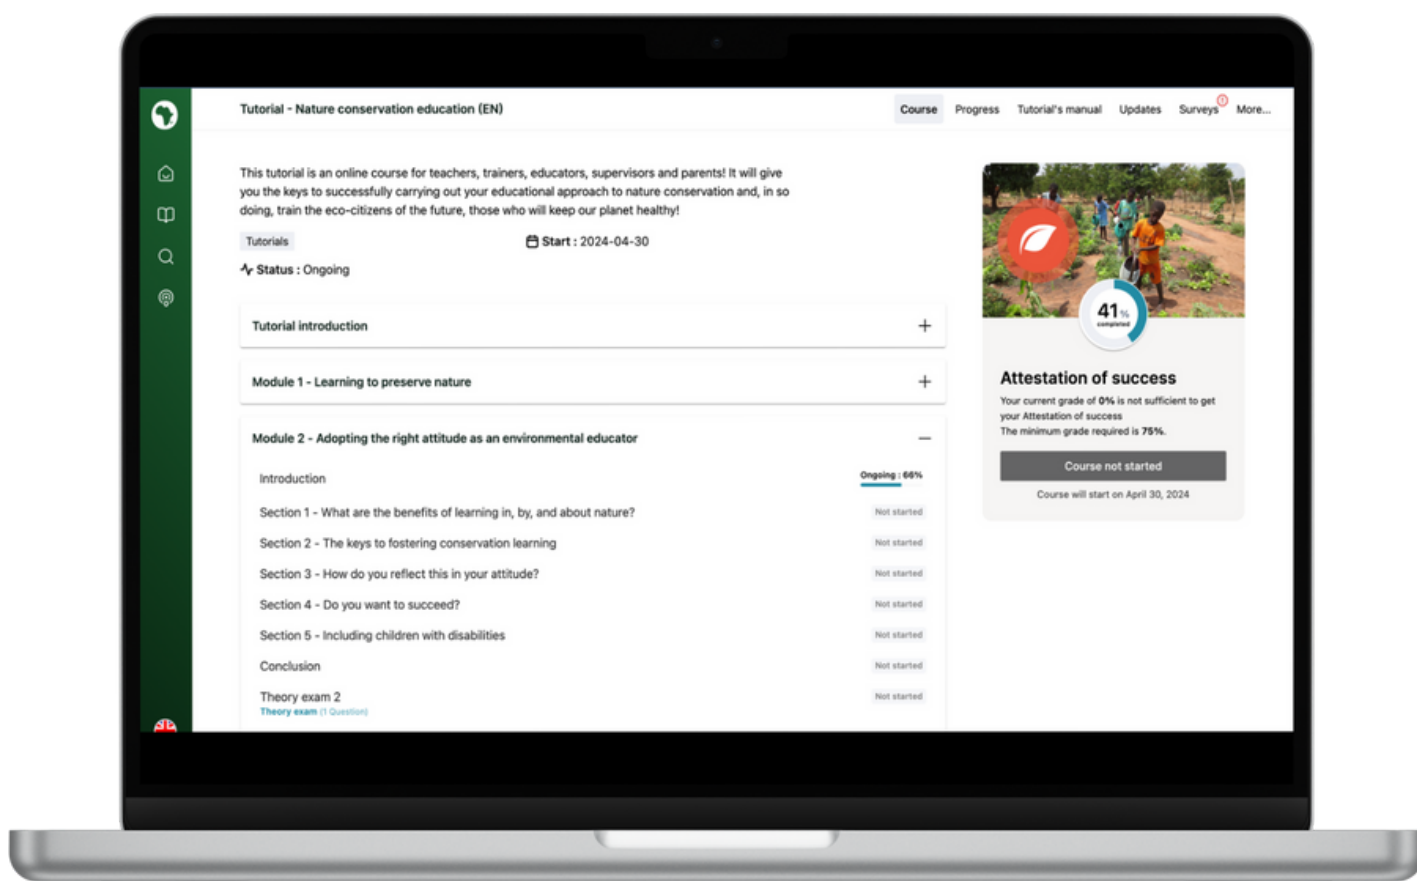 Tutorial - Nature conservation education (EN)
Course
Progress
Tutorial's manual
Updates
Surveys
More...
This tutorial is an online course for teachers, trainers, educators, supervisors and parents! It will give
you the keys to successfully carrying out your educational approach to nature conservation and, in so
doing, train the eco-citizens of the future, those who will keep our planet healthy!
Tutorials
Start : 2024-04-30
Status : Ongoing
Tutorial introduction
Module 1 - Learning to preserve nature
Module 2 - Adopting the right attitude as an environmental educator
Introduction
Ongoing : 66%
Section 1 - What are the benefits of learning in, by, and about nature?
Not started
Section 2 - The keys to fostering conservation learning
Not started
Section 3 - How do you reflect this in your attitude?
Not started
Section 4 - Do you want to succeed?
Not started
Section 5 - Including children with disabilities
Not started
Conclusion
Not started
Theory exam 2
Not started
Theory exam (1 Question)
41%
completed
Attestation of success
Your current grade of 0% is not sufficient to get
your Attestation of success
The minimum grade required is 75%.
Course not started
Course will start on April 30, 2024